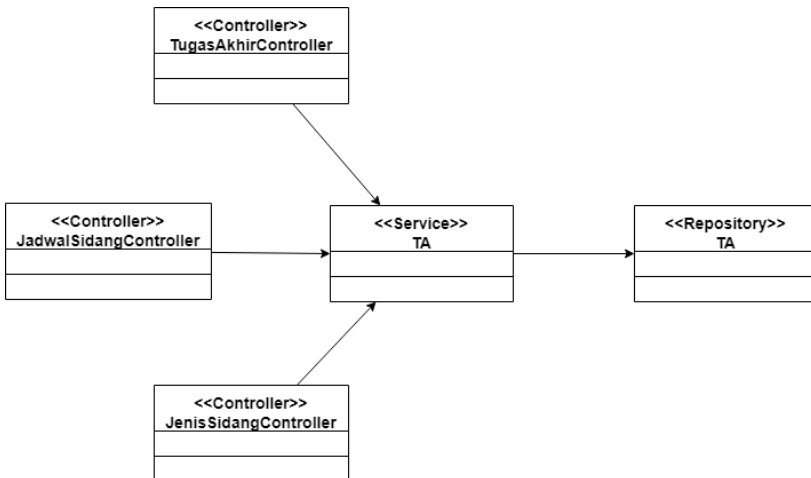 <<Controller>>
TugasAkhirController
<<Controller>>
JadwalSidangController
<<Service>>
TA
<<Repository>>
TA
<<Controller>>
JenisSidangController